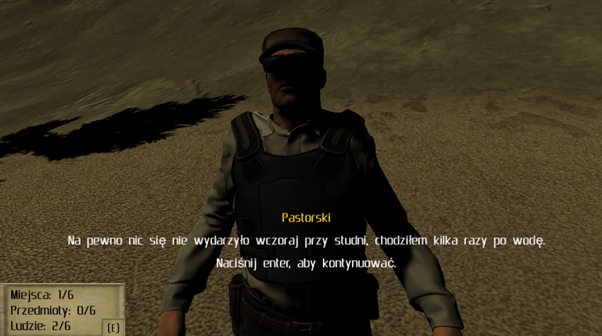 Pastorski
Na pewno nic się nie wydarzyło wczoraj przy studni, chodziłem kilka razy po wodę.
Naciśnij enter, aby kontynuować.
Miejsca: 1/6
Przedmioty: 0/6
Ludzie: 2/6 (E)